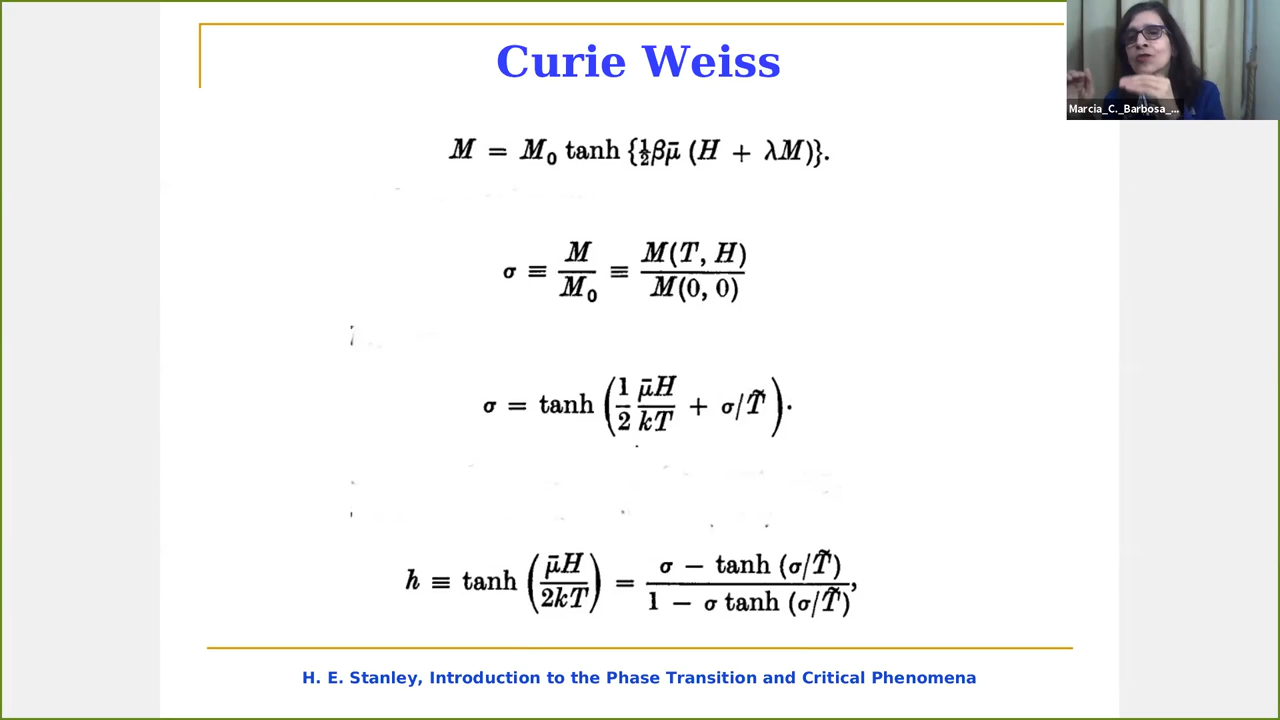 Curie Weiss
Marcia_C._Barbosa_...
M = M₀ tanh {½βμ̄ (H + λM)}.
σ ≡ M/M₀ ≡ M(T, H)/M(0, 0)
σ = tanh (1/2 μ̄H/kT + σ/T̃).
h ≡ tanh (μ̄H/2kT) = (σ − tanh (σ/T̃))/(1 − σ tanh (σ/T̃)),
H. E. Stanley, Introduction to the Phase Transition and Critical Phenomena